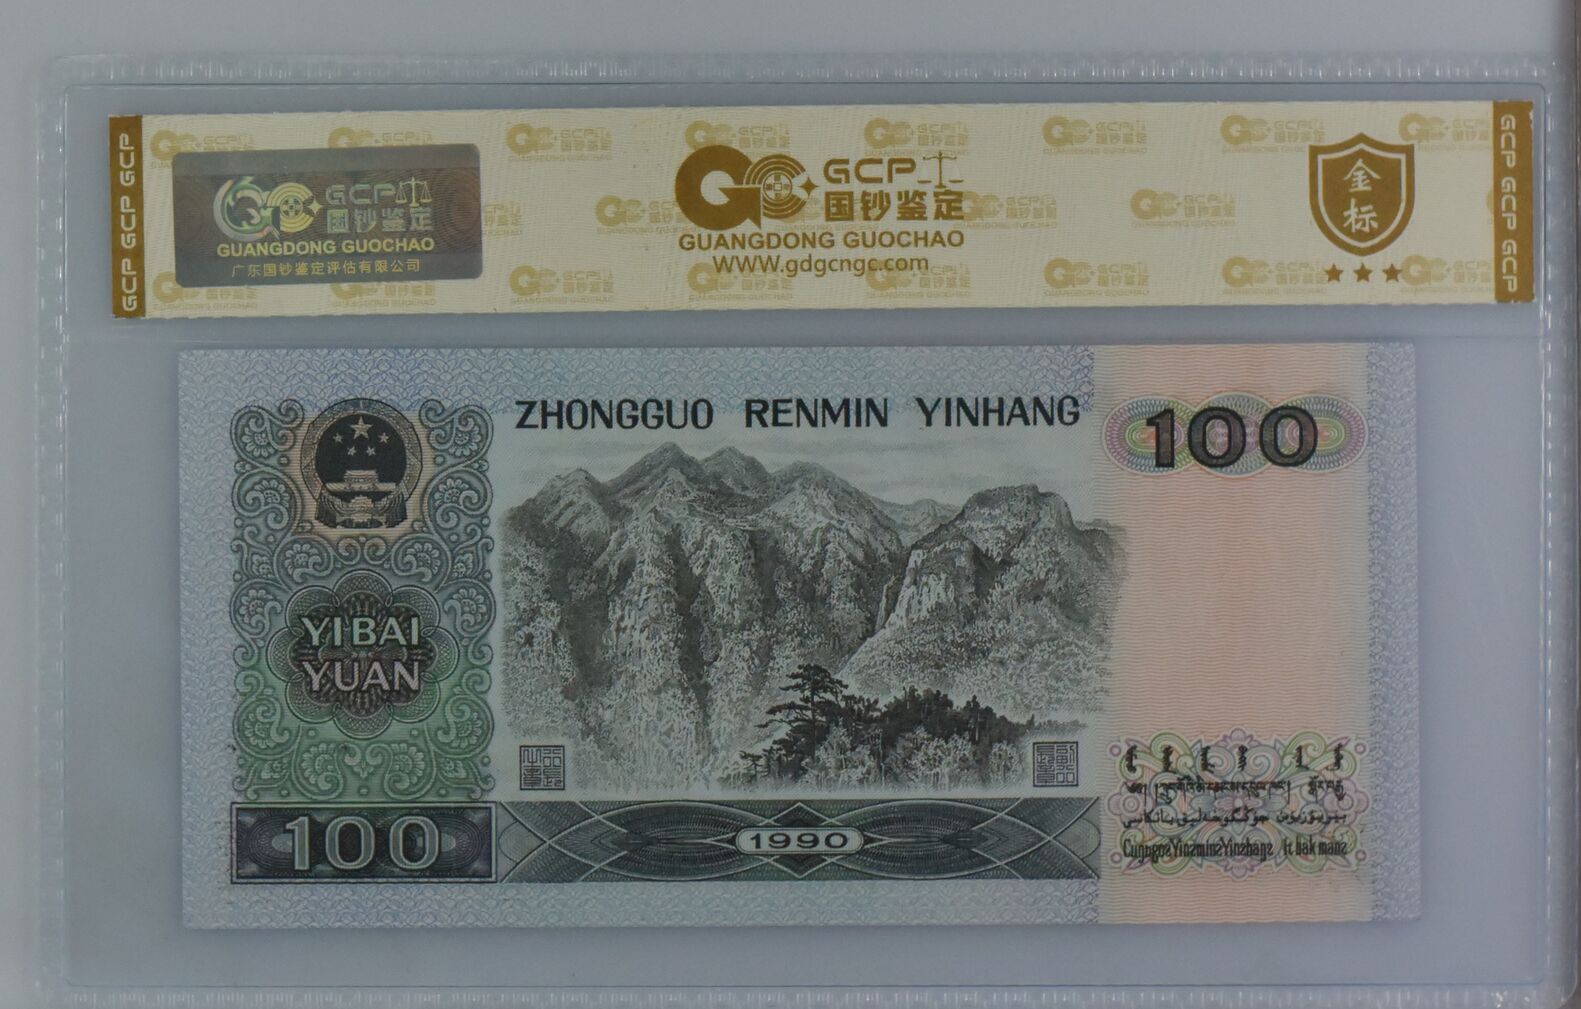 GCP GCP GCP
GCP
国钞鉴定
GUANGDONG GUOCHAO
广东国钞鉴定评估有限公司
GCP
国钞鉴定
GUANGDONG GUOCHAO
WWW.gdgcngc.com
金标
GCP GCP GCP
ZHONGGUO RENMIN YINHANG
100
YIBAI
YUAN
100
1990